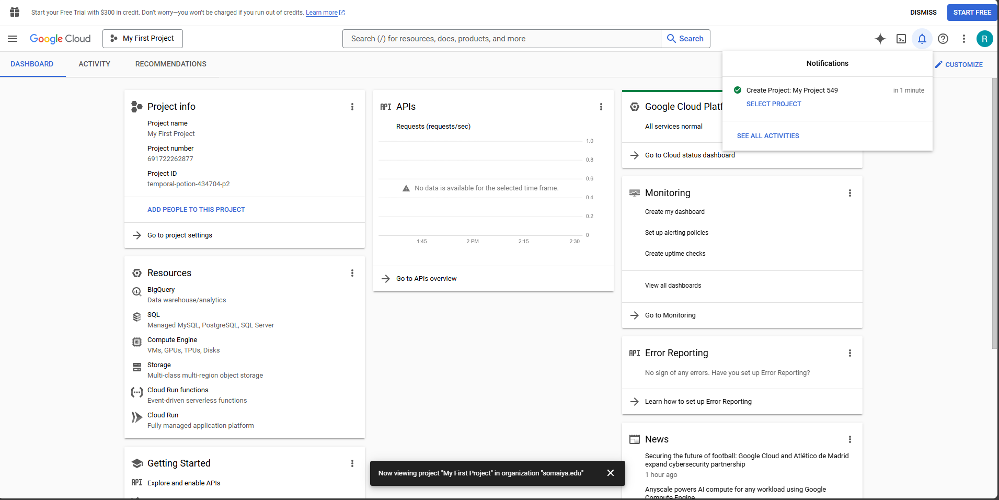 Start your Free Trial with $300 in credit. Don't worry—you won't be charged if you run out of credits. Learn more
DISMISS
START FREE
Google Cloud
My First Project
Search (/) for resources, docs, products, and more
Search
R
DASHBOARD
ACTIVITY
RECOMMENDATIONS
CUSTOMIZE
Notifications
Create Project: My Project 549
in 1 minute
SELECT PROJECT
SEE ALL ACTIVITIES
Project info
Project name
My First Project
Project number
691722262877
Project ID
temporal-potion-434704-p2
ADD PEOPLE TO THIS PROJECT
Go to project settings
Resources
BigQuery
Data warehouse/analytics
SQL
Managed MySQL, PostgreSQL, SQL Server
Compute Engine
VMs, GPUs, TPUs, Disks
Storage
Multi-class multi-region object storage
Cloud Run functions
Event-driven serverless functions
Cloud Run
Fully managed application platform
Getting Started
API Explore and enable APIs
API APIs
Requests (requests/sec)
1.0
0.8
0.6
No data is available for the selected time frame.
0.4
0.2
0
1:45
2 PM
2:15
2:30
Go to APIs overview
Google Cloud Platf
All services normal
Go to Cloud status dashboard
Monitoring
Create my dashboard
Set up alerting policies
Create uptime checks
View all dashboards
Go to Monitoring
API Error Reporting
No sign of any errors. Have you set up Error Reporting?
Learn how to set up Error Reporting
News
Securing the future of football: Google Cloud and Atlético de Madrid
expand cybersecurity partnership
1 hour ago
Anyscale powers AI compute for any workload using Google
Compute Engine
Now viewing project "My First Project" in organization "somaiya.edu"